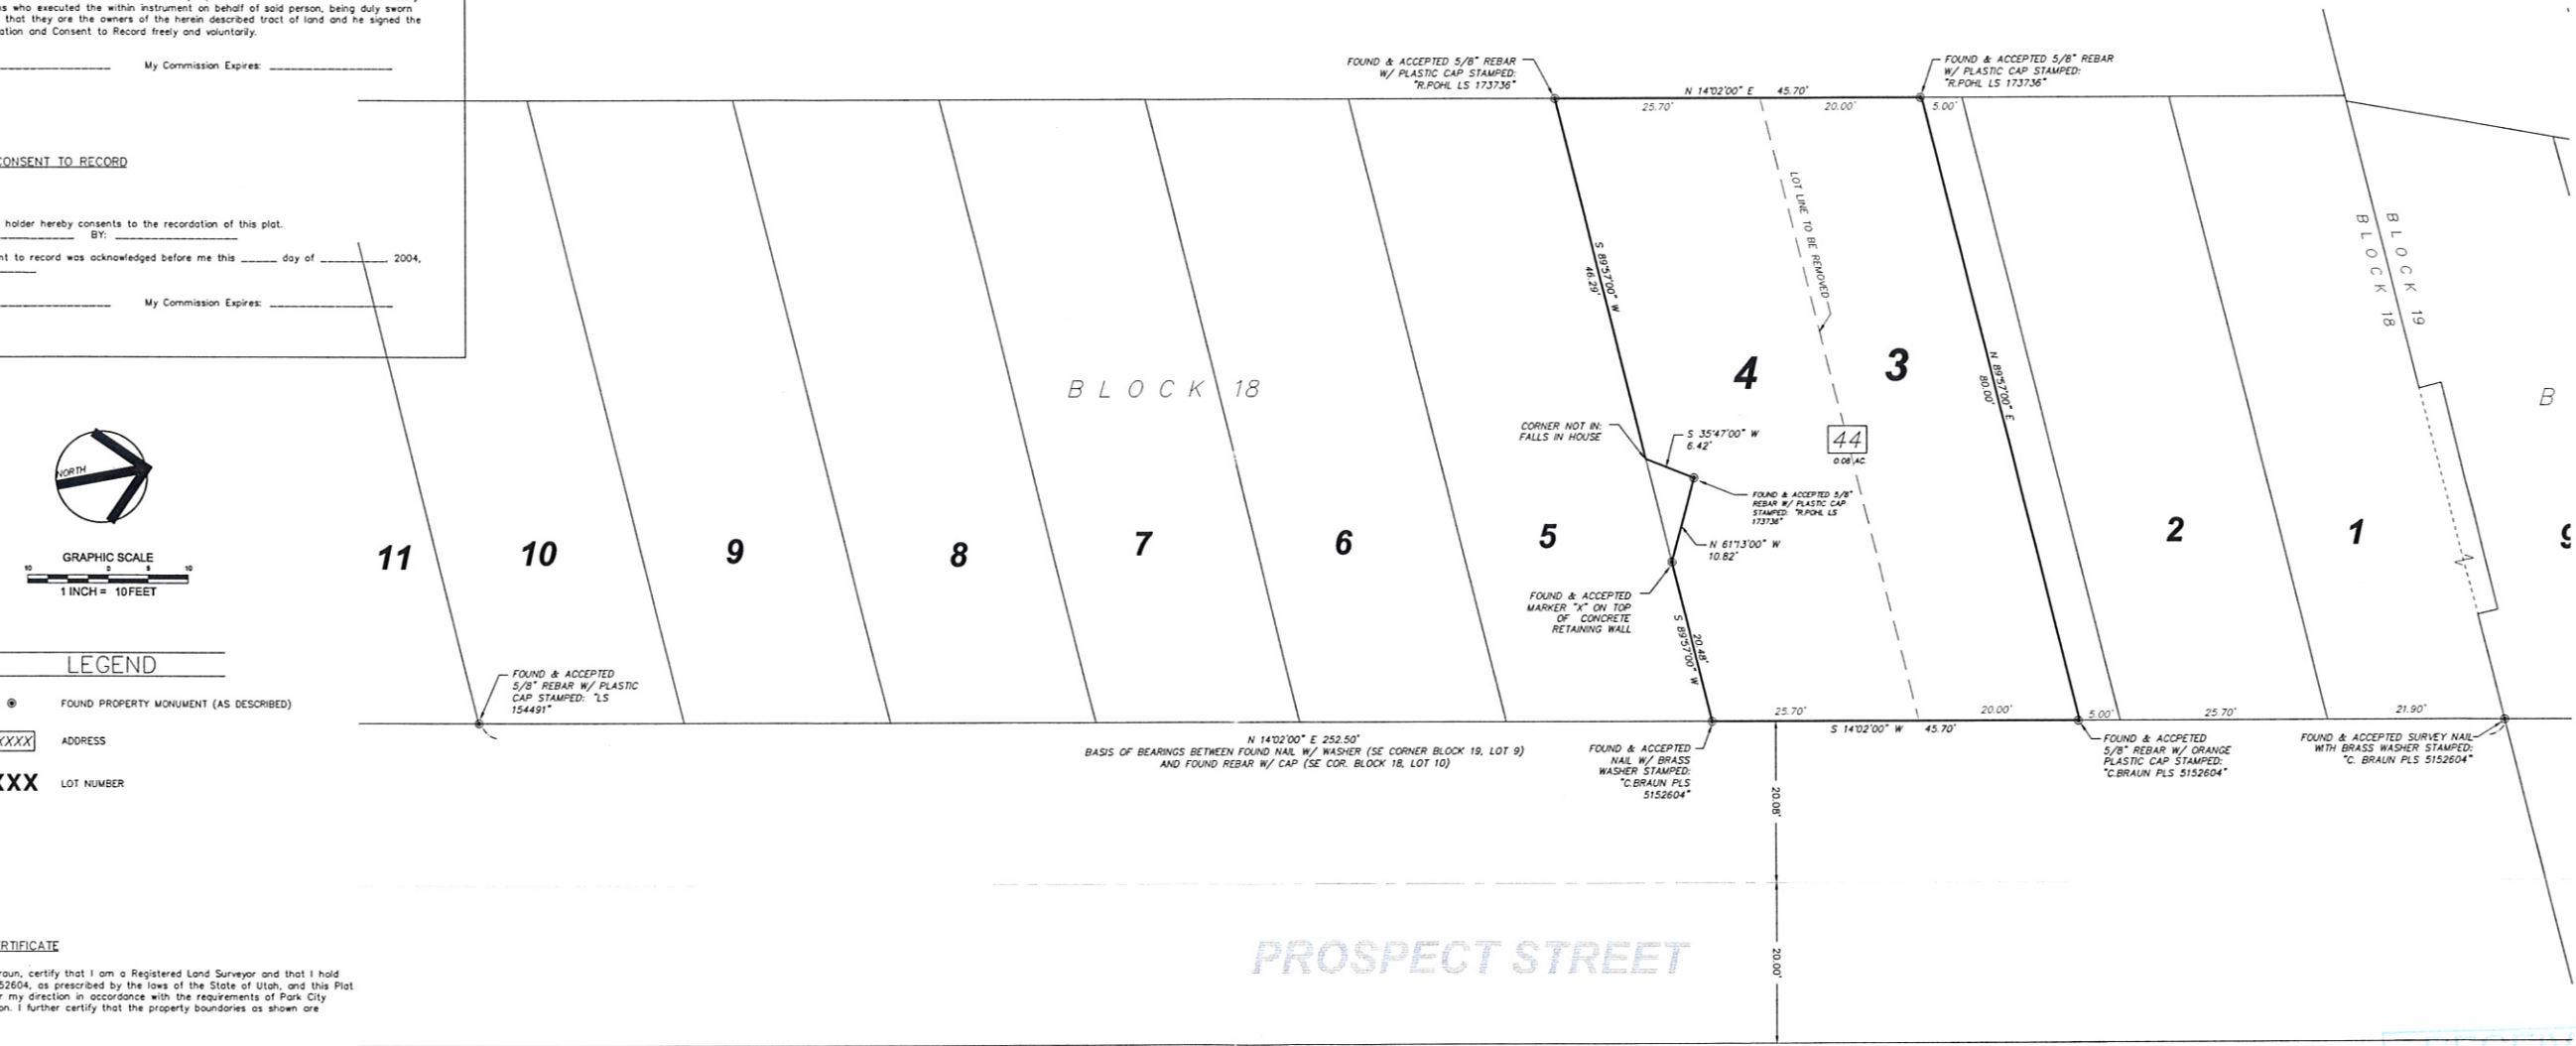 s who executed the within instrument on behalf of said person, being duly sworn
that they are the owners of the herein described tract of land and he signed the
ation and Consent to Record freely and voluntarily.
My Commission Expires:
CONSENT TO RECORD
holder hereby consents to the recordation of this plat.
BY:
nt to record was acknowledged before me this _____ day of _________, 2004,
My Commission Expires:
NORTH
GRAPHIC SCALE
10 0 5 10
1 INCH = 10 FEET
LEGEND
FOUND PROPERTY MONUMENT (AS DESCRIBED)
XXXX ADDRESS
XXX LOT NUMBER
ERTIFICATE
raun, certify that I am a Registered Land Surveyor and that I hold
52604, as prescribed by the laws of the State of Utah, and this Plat
r my direction in accordance with the requirements of Park City
on. I further certify that the property boundaries as shown are
FOUND & ACCEPTED 5/8" REBAR
W/ PLASTIC CAP STAMPED:
"R.POHL LS 173736"
N 14°02'00" E 45.70'
25.70'
20.00'
5.00'
FOUND & ACCEPTED 5/8" REBAR
W/ PLASTIC CAP STAMPED:
"R.POHL LS 173736"
LOT LINE TO BE REMOVED
S 89°57'00" W
46.29'
N 89°57'00" E
80.00'
BLOCK 19
BLOCK 18
BLOCK 18
B
4
3
44
0.08 AC.
CORNER NOT IN:
FALLS IN HOUSE
S 35°47'00" W
6.42'
FOUND & ACCEPTED 5/8"
REBAR W/ PLASTIC CAP
STAMPED: "R.POHL LS
173736"
N 61°13'00" W
10.82'
FOUND & ACCEPTED
MARKER "X" ON TOP
OF CONCRETE
RETAINING WALL
20.48'
S 89°57'00" W
11
10
9
8
7
6
5
2
1
9
FOUND & ACCEPTED
5/8" REBAR W/ PLASTIC
CAP STAMPED: "LS
154491"
25.70'
20.00'
5.00'
25.70'
21.90'
S 14°02'00" W 45.70'
N 14°02'00" E 252.50'
BASIS OF BEARINGS BETWEEN FOUND NAIL W/ WASHER (SE CORNER BLOCK 19, LOT 9)
AND FOUND REBAR W/ CAP (SE COR. BLOCK 18, LOT 10)
FOUND & ACCEPTED
NAIL W/ BRASS
WASHER STAMPED:
"C.BRAUN PLS
5152604"
FOUND & ACCPETED
5/8" REBAR W/ ORANGE
PLASTIC CAP STAMPED:
"C.BRAUN PLS 5152604"
FOUND & ACCEPTED SURVEY NAIL
WITH BRASS WASHER STAMPED:
"C. BRAUN PLS 5152604"
20.08'
20.00'
PROSPECT STREET